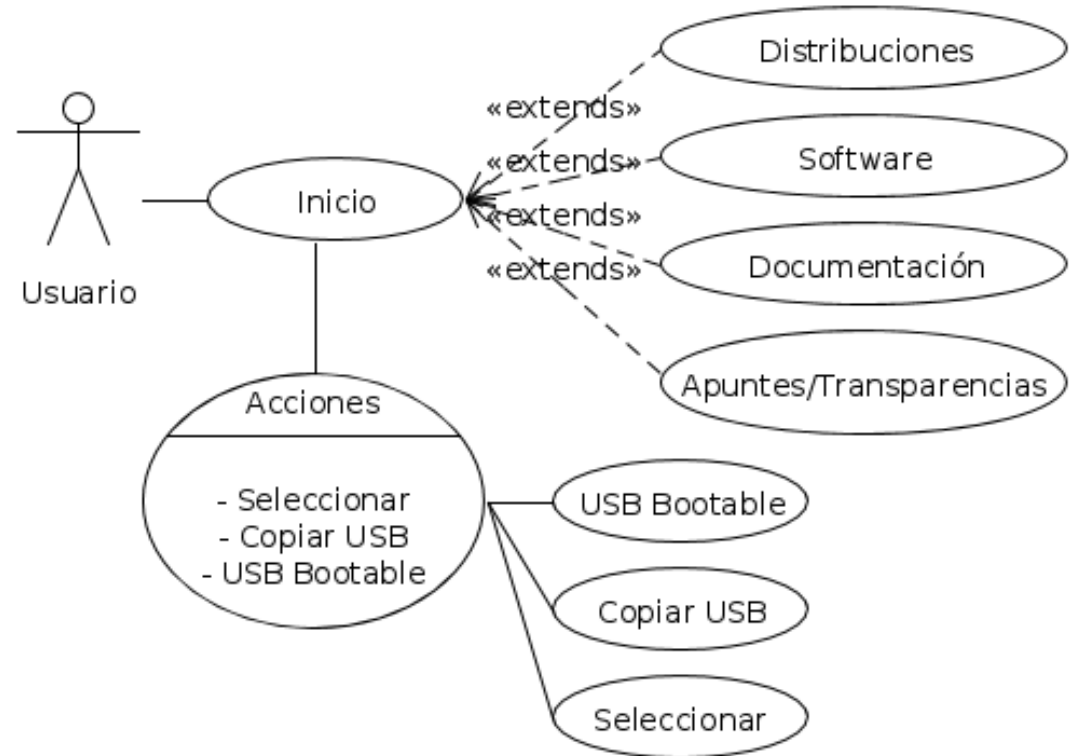 Distribuciones
«extends»
Software
«extends»
Inicio
«extends»
Documentación
«extends»
Usuario
Apuntes/Transparencias
Acciones
- Seleccionar
- Copiar USB
- USB Bootable
USB Bootable
Copiar USB
Seleccionar